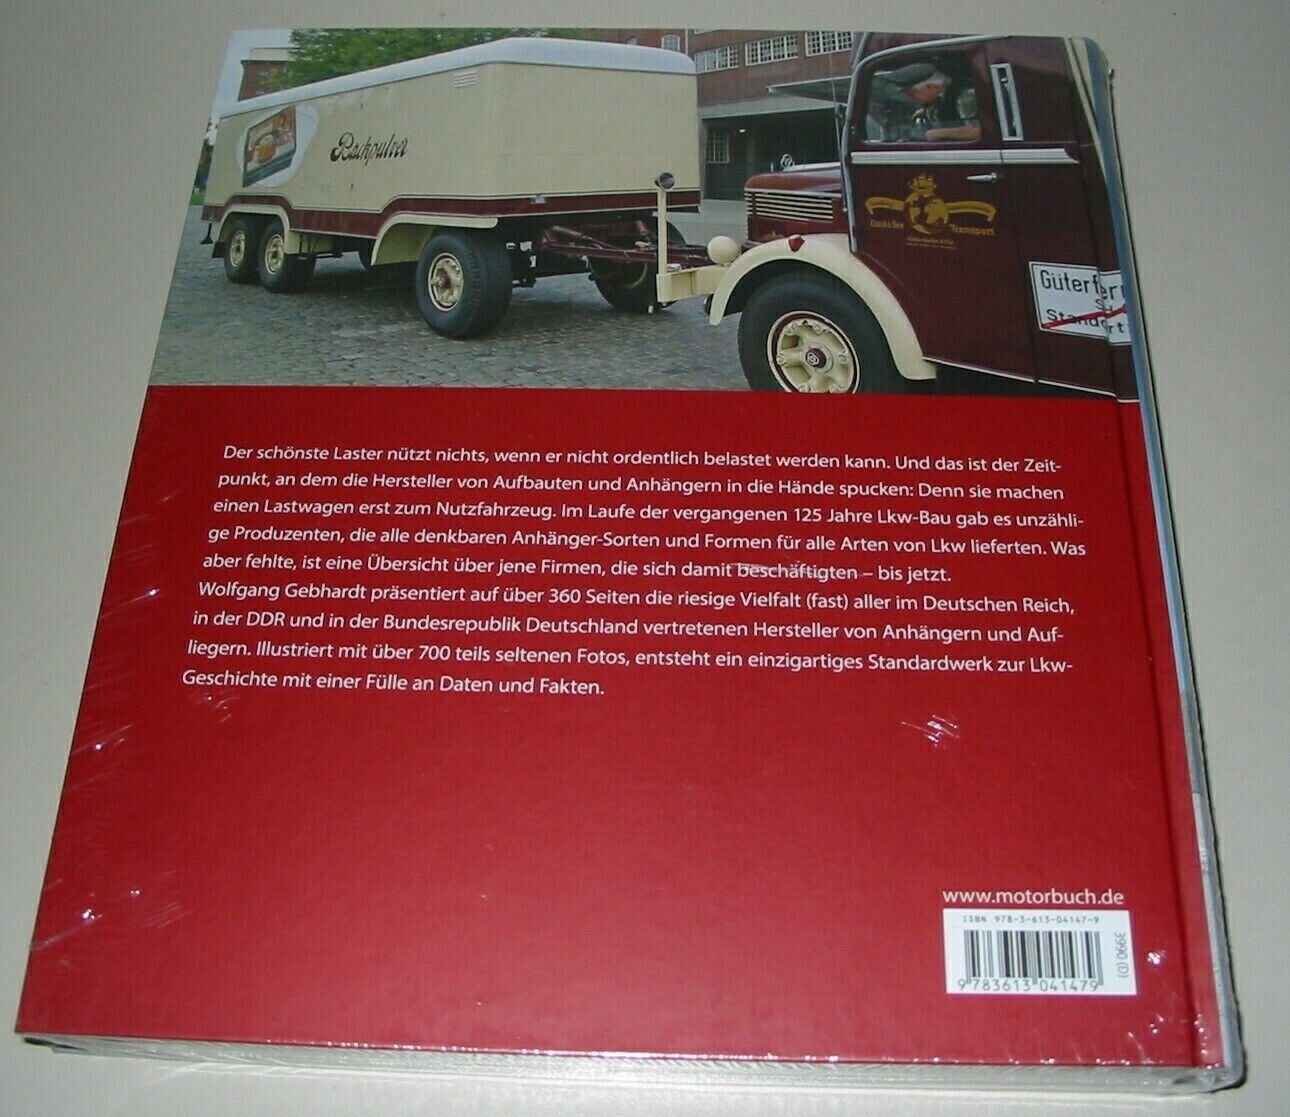 Backpulver
Land & See
Transport
Güterfer
Standort
Der schönste Laster nützt nichts, wenn er nicht ordentlich belastet werden kann. Und das ist der Zeit-
punkt, an dem die Hersteller von Aufbauten und Anhängern in die Hände spucken: Denn sie machen
einen Lastwagen erst zum Nutzfahrzeug. Im Laufe der vergangenen 125 Jahre Lkw-Bau gab es unzähli-
ge Produzenten, die alle denkbaren Anhänger-Sorten und Formen für alle Arten von Lkw lieferten. Was
aber fehlte, ist eine Übersicht über jene Firmen, die sich damit beschäftigten – bis jetzt.
Wolfgang Gebhardt präsentiert auf über 360 Seiten die riesige Vielfalt (fast) aller im Deutschen Reich,
in der DDR und in der Bundesrepublik Deutschland vertretenen Hersteller von Anhängern und Auf-
liegern. Illustriert mit über 700 teils seltenen Fotos, entsteht ein einzigartiges Standardwerk zur Lkw-
Geschichte mit einer Fülle an Daten und Fakten.
www.motorbuch.de
ISBN 978-3-613-04147-9
9 783613 041479
3990 (D)